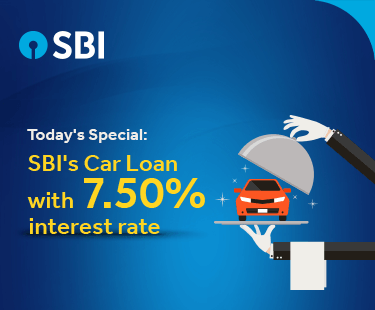 SBI
Today's Special:
SBI's Car Loan
with 7.50%
interest rate